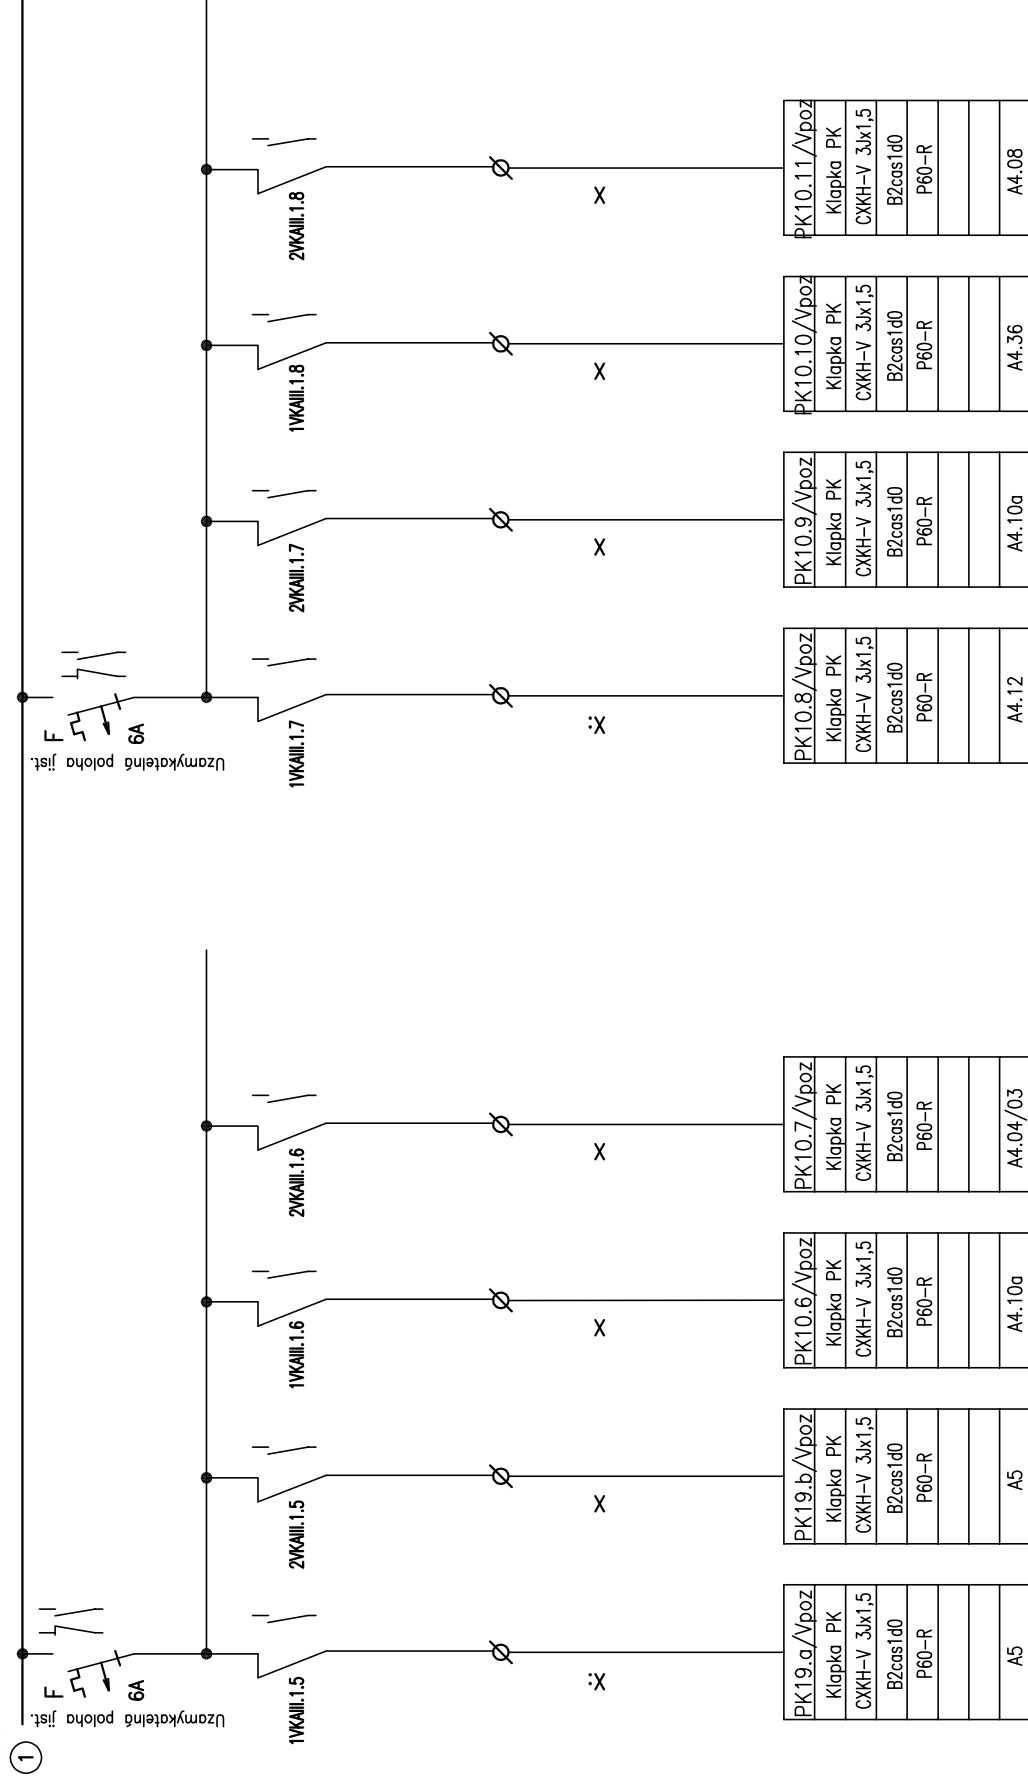 1
F
6A
Uzamykatelná poloha jist.
1VKAIII.1.5
:X
PK19.a/Vpoz
Klapka PK
CXKH-V 3Jx1,5
B2cas1d0
P60-R
A5
2VKAIII.1.5
X
PK19.b/Vpoz
Klapka PK
CXKH-V 3Jx1,5
B2cas1d0
P60-R
A5
1VKAIII.1.6
X
PK10.6/Vpoz
Klapka PK
CXKH-V 3Jx1,5
B2cas1d0
P60-R
A4.10a
2VKAIII.1.6
X
PK10.7/Vpoz
Klapka PK
CXKH-V 3Jx1,5
B2cas1d0
P60-R
A4.04/03
F
6A
Uzamykatelná poloha jist.
1VKAIII.1.7
:X
PK10.8/Vpoz
Klapka PK
CXKH-V 3Jx1,5
B2cas1d0
P60-R
A4.12
2VKAIII.1.7
X
PK10.9/Vpoz
Klapka PK
CXKH-V 3Jx1,5
B2cas1d0
P60-R
A4.10a
1VKAIII.1.8
X
PK10.10/Vpoz
Klapka PK
CXKH-V 3Jx1,5
B2cas1d0
P60-R
A4.36
2VKAIII.1.8
X
PK10.11/Vpoz
Klapka PK
CXKH-V 3Jx1,5
B2cas1d0
P60-R
A4.08